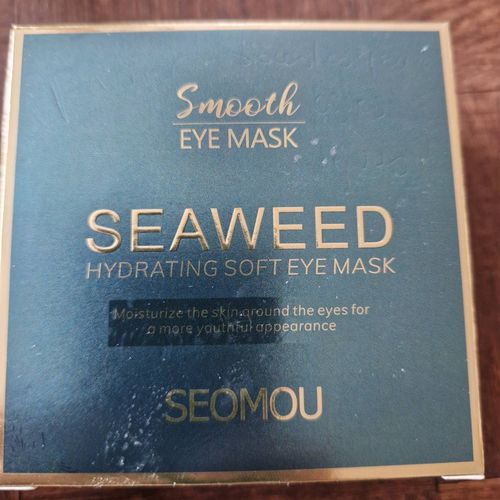 Smooth
EYE MASK
SEAWEED
HYDRATING SOFT EYE MASK
Moisturize the skin around the eyes for
a more youthful appearance
SEOMOU